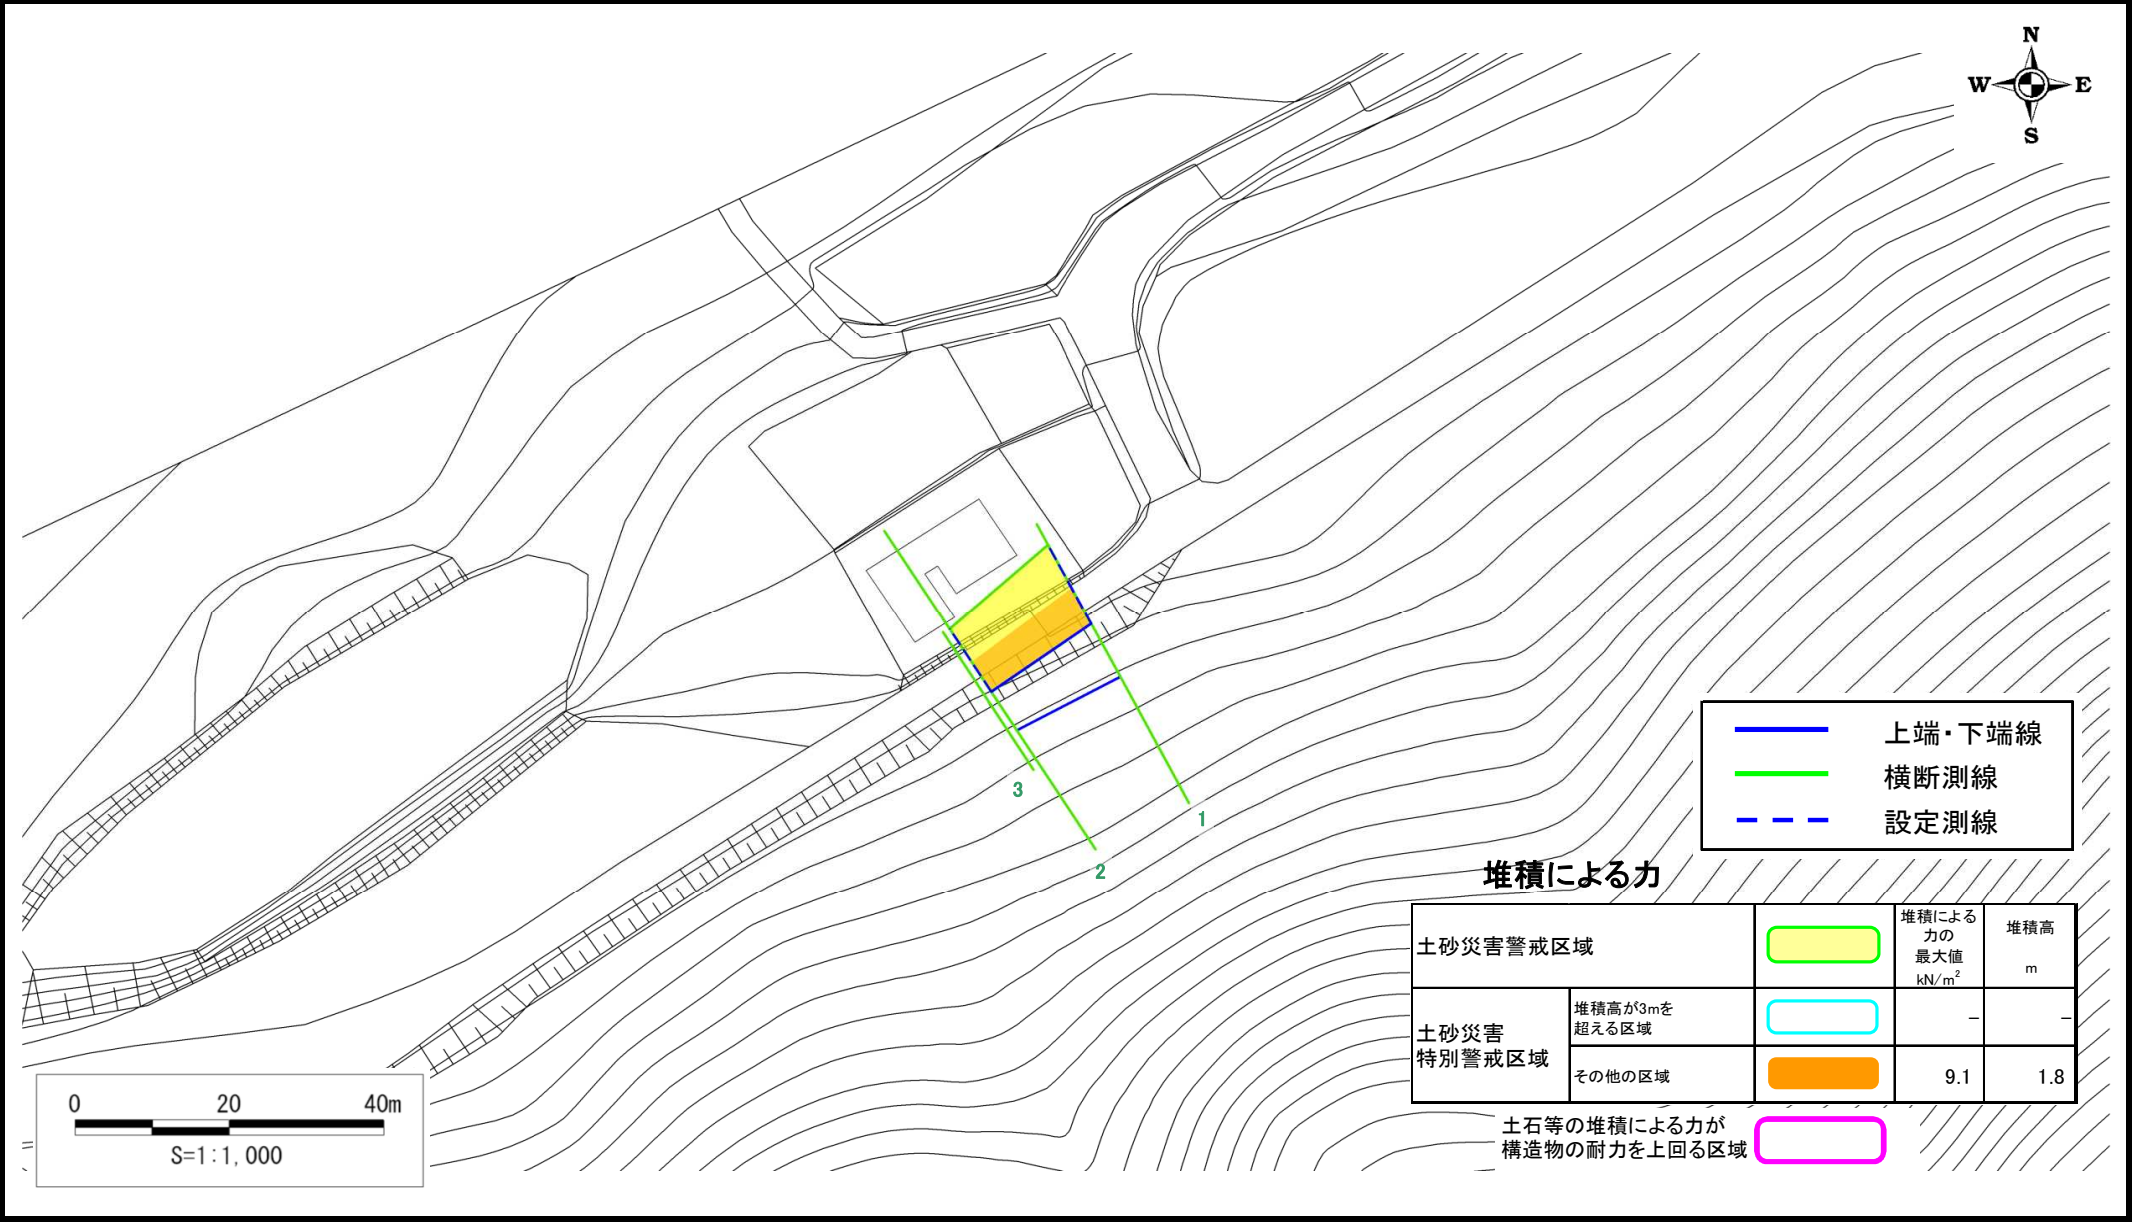 N
W E
S
1
2
3
上端・下端線
横断測線
設定測線
堆積による力
土砂災害警戒区域
堆積による
力の
最大値
kN/m²
堆積高
m
土砂災害
特別警戒区域
堆積高が3mを
超える区域
－ －
その他の区域
9.1 1.8
土石等の堆積による力が
構造物の耐力を上回る区域
0 20 40m
S=1:1,000